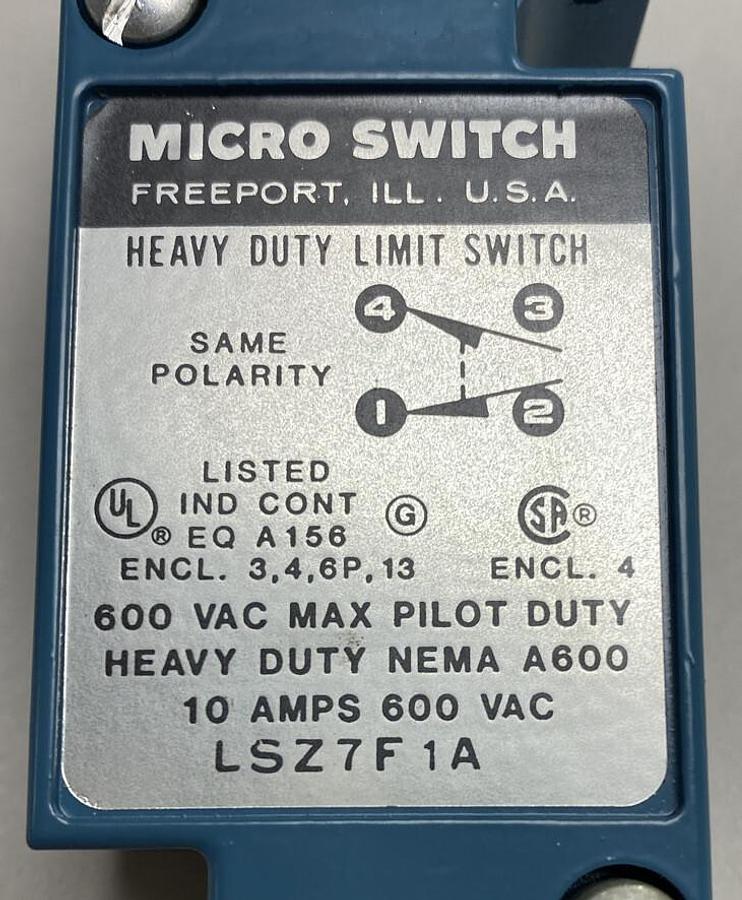 MICRO SWITCH
FREEPORT, ILL. U.S.A.
HEAVY DUTY LIMIT SWITCH
4 3
SAME
POLARITY
1 2
LISTED
UL® IND CONT G SA®
EQ A156
ENCL. 3,4,6P,13 ENCL. 4
600 VAC MAX PILOT DUTY
HEAVY DUTY NEMA A600
10 AMPS 600 VAC
LSZ7F1A